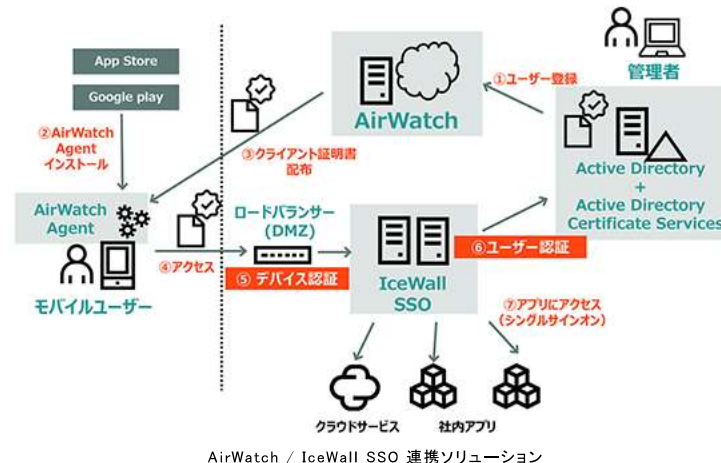 App Store
Google play
②AirWatch
Agent
インストール
AirWatch
Agent
モバイルユーザー
③クライアント証明書
配布
④アクセス
ロードバランサー
(DMZ)
⑤ デバイス認証
AirWatch
①ユーザー登録
管理者
Active Directory
+
Active Directory
Certificate Services
⑥ユーザー認証
IceWall
SSO
⑦アプリにアクセス
(シングルサインオン)
クラウドサービス
社内アプリ
AirWatch / IceWall SSO 連携ソリューション